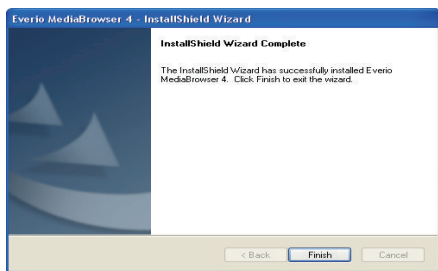 Everio MediaBrowser 4 - InstallShield Wizard
InstallShield Wizard Complete
The InstallShield Wizard has successfully installed Everio
MediaBrowser 4. Click Finish to exit the wizard.
< Back Finish Cancel